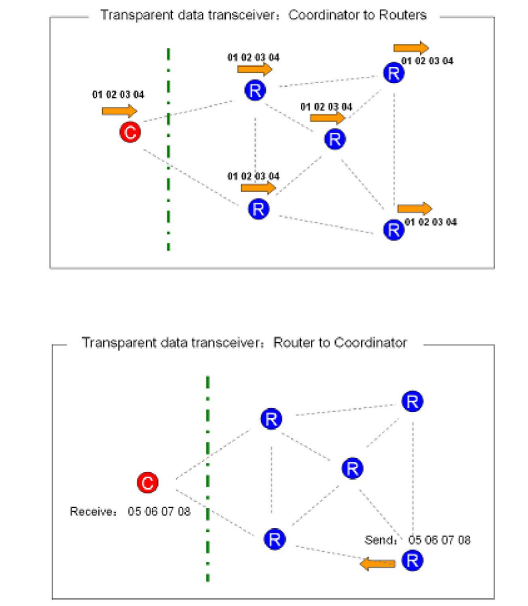 Transparent data transceiver: Coordinator to Routers
01 02 03 04
01 02 03 04
R
R
01 02 03 04
01 02 03 04
C
R
01 02 03 04
R
R
01 02 03 04
Transparent data transceiver: Router to Coordinator
R
R
R
C
Receive: 05 06 07 08
R
Send: 05 06 07 08
R